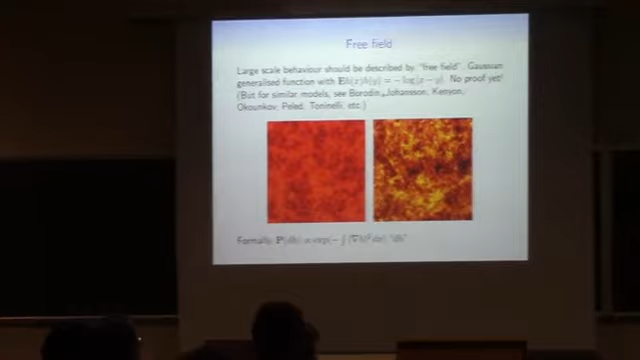 Free field
Large scale behaviour should be described by "free field". Gaussian
generalised function with Eh(x)h(y) = − log|x − y|. No proof yet!
(But for similar models, see Borodin, Johansson, Kenyon,
Okounkov, Peled, Toninelli, etc.)
Formally: P(dh) ∝ exp(− ∫ (∇h)² dx) "dh"